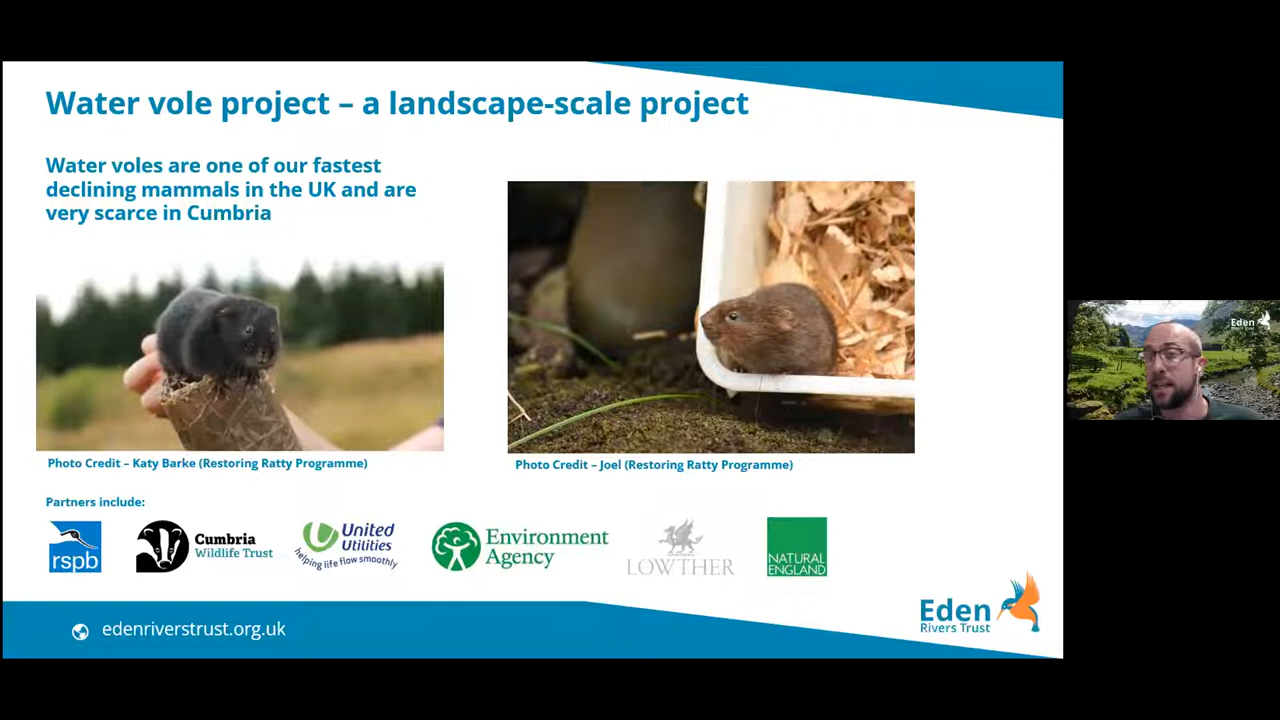 Water vole project – a landscape-scale project
Water voles are one of our fastest
declining mammals in the UK and are
very scarce in Cumbria
Photo Credit – Katy Barke (Restoring Ratty Programme)
Photo Credit – Joel (Restoring Ratty Programme)
Partners include:
rspb
Cumbria
Wildlife Trust
United
Utilities
helping life flow smoothly
Environment
Agency
LOWTHER
NATURAL
ENGLAND
edenriverstrust.org.uk
Eden
Rivers Trust
Eden